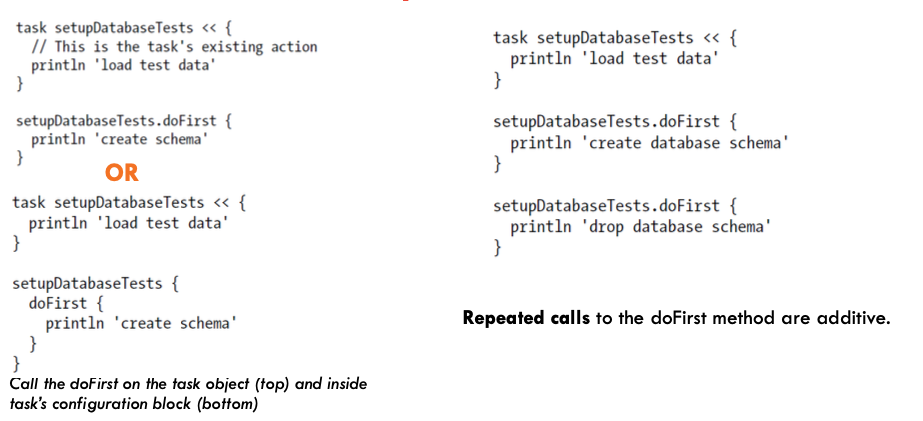 task setupDatabaseTests << {
  // This is the task's existing action
  println 'load test data'
}
setupDatabaseTests.doFirst {
  println 'create schema'
}
OR
task setupDatabaseTests << {
  println 'load test data'
}
setupDatabaseTests {
  doFirst {
    println 'create schema'
  }
}
Call the doFirst on the task object (top) and inside
task's configuration block (bottom)
task setupDatabaseTests << {
  println 'load test data'
}
setupDatabaseTests.doFirst {
  println 'create database schema'
}
setupDatabaseTests.doFirst {
  println 'drop database schema'
}
Repeated calls to the doFirst method are additive.